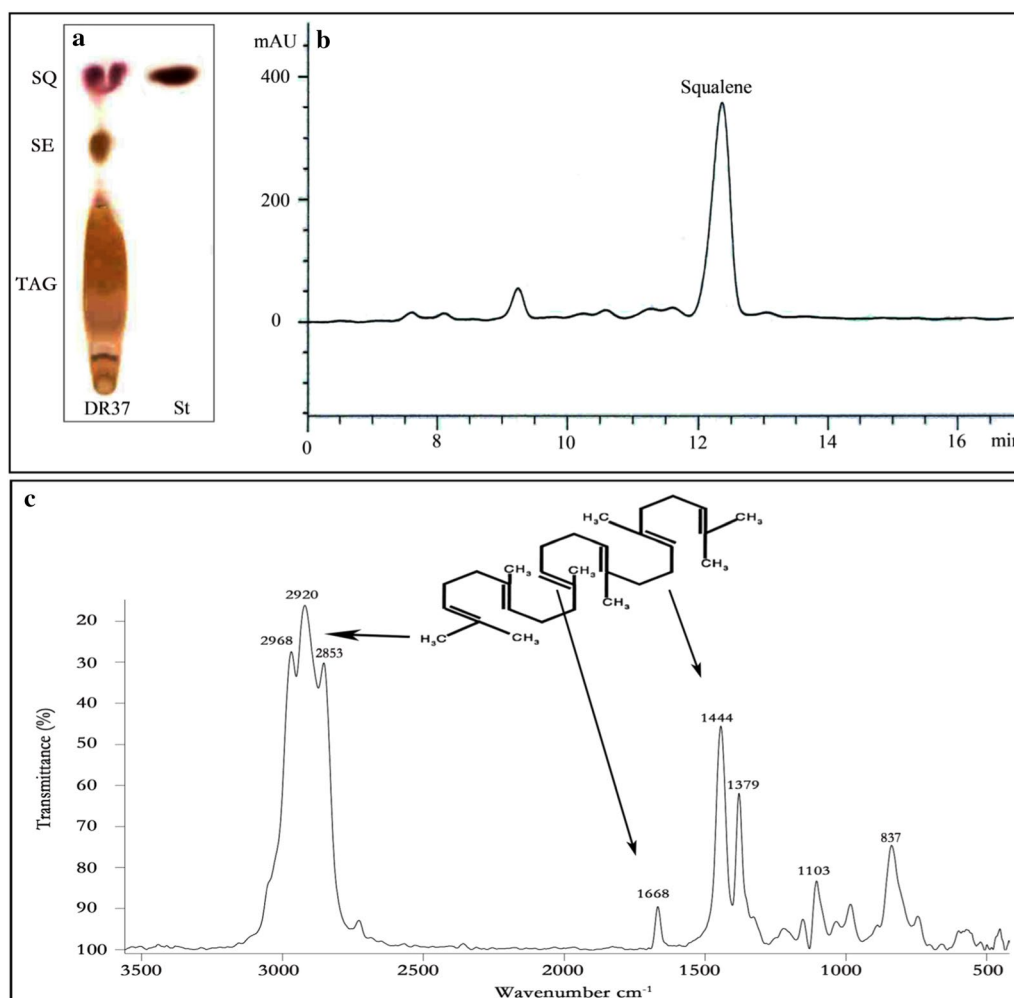 a
SQ
SE
TAG
DR37 St
b
mAU
400
200
0
Squalene
0 8 10 12 14 16 min
c
H₃C CH₃
CH₃
CH₃ CH₃
CH₃
H₃C CH₃
Transmittance (%)
20
30
40
50
60
70
80
90
100
2920
2968
2853
1444
1379
1668
1103
837
3500 3000 2500 2000 1500 1000 500
Wavenumber cm⁻¹